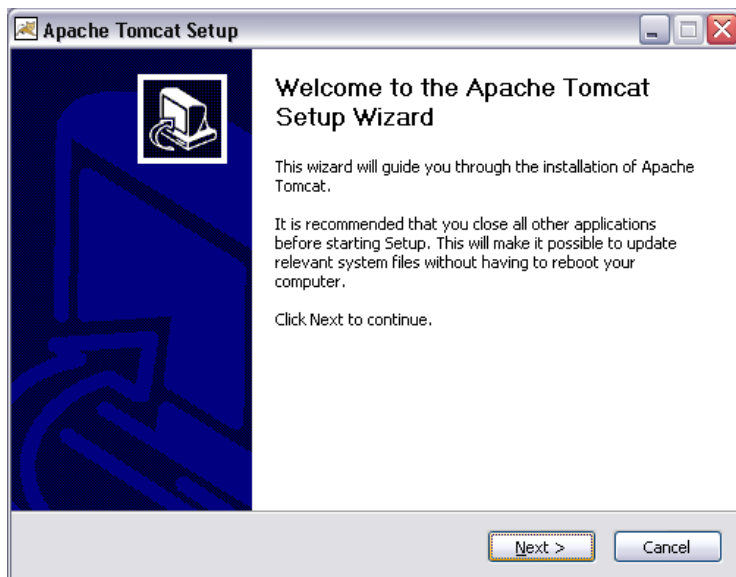 Apache Tomcat Setup
Welcome to the Apache Tomcat
Setup Wizard
This wizard will guide you through the installation of Apache
Tomcat.
It is recommended that you close all other applications
before starting Setup. This will make it possible to update
relevant system files without having to reboot your
computer.
Click Next to continue.
Next >
Cancel